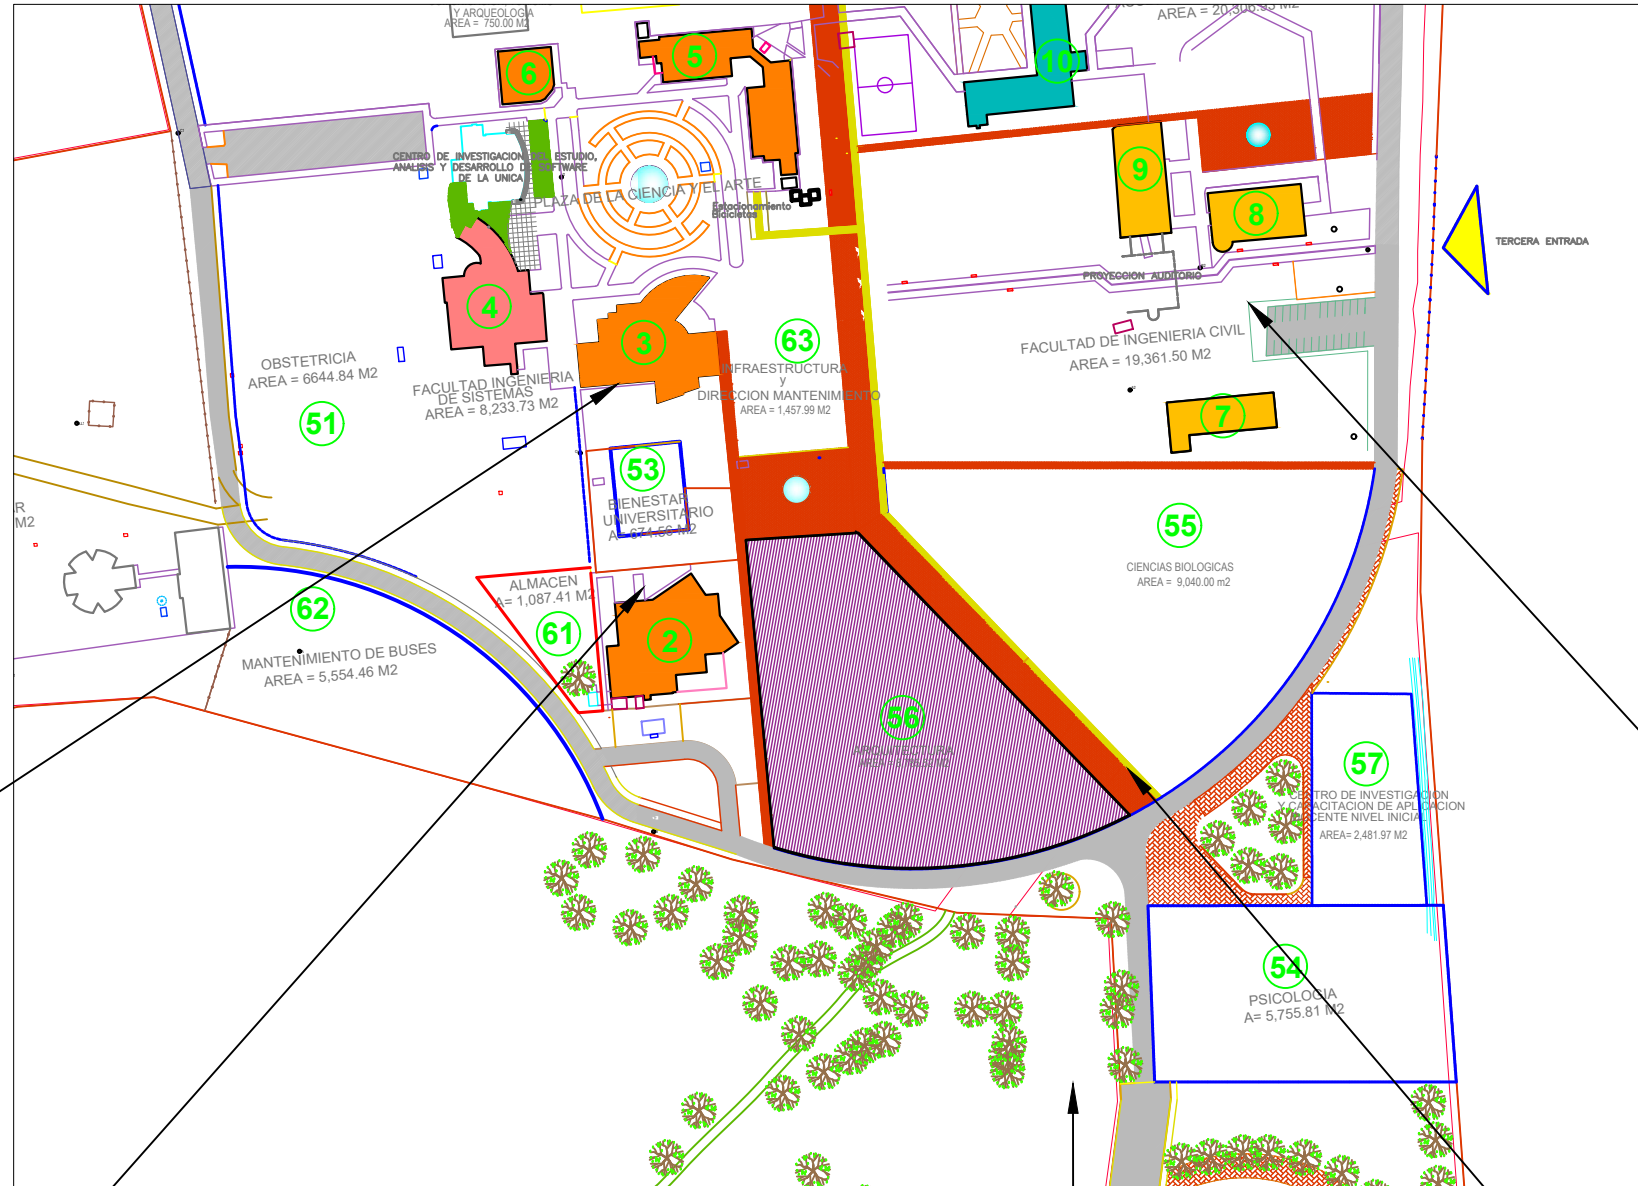 Y ARQUEOLOGIA
AREA = 750.00 M2
AREA = 20,306.93 M2
6
5
10
CENTRO DE INVESTIGACION DEL ESTUDIO,
ANALISIS Y DESARROLLO DE SOFTWARE
DE LA UNICA
PLAZA DE LA CIENCIA Y EL ARTE
Estacionamiento
Bicicletas
9
8
TERCERA ENTRADA
PROYECCION AUDITORIO
4
3
63
INFRAESTRUCTURA
y
DIRECCION MANTENIMIENTO
AREA = 1,457.99 M2
FACULTAD DE INGENIERIA CIVIL
AREA = 19,361.50 M2
7
OBSTETRICIA
AREA = 6644.84 M2
51
FACULTAD INGENIERIA
DE SISTEMAS
AREA = 8,233.73 M2
53
BIENESTAR
UNIVERSITARIO
A= 674.56 M2
R
M2
55
CIENCIAS BIOLOGICAS
AREA = 9,040.00 m2
ALMACEN
A= 1,087.41 M2
61
2
62
MANTENIMIENTO DE BUSES
AREA = 5,554.46 M2
56
ARQUITECTURA
57
CENTRO DE INVESTIGACION
Y CAPACITACION DE APLICACION
DOCENTE NIVEL INICIAL
AREA= 2,481.97 M2
54
PSICOLOGIA
A= 5,755.81 M2